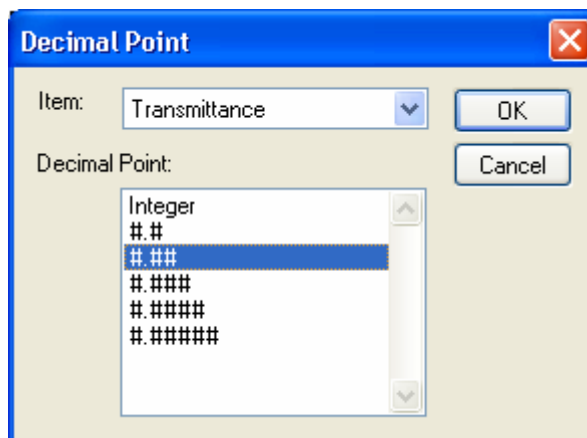 Decimal Point
Item:
Transmittance
OK
Decimal Point:
Cancel
Integer
#.#
#.##
#.###
#.####
#.#####